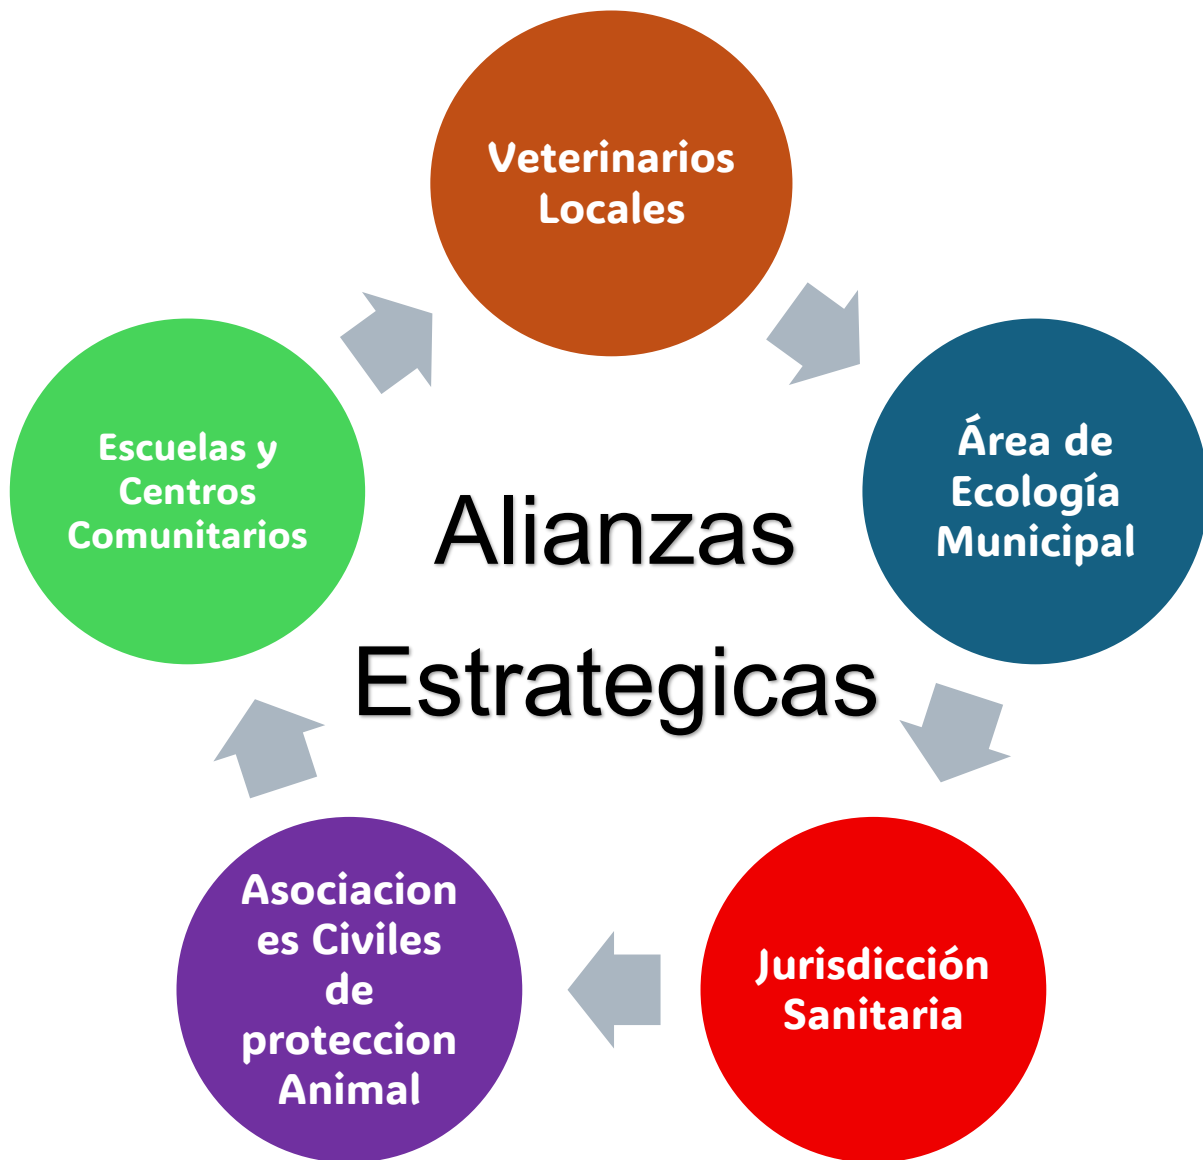 Veterinarios
Locales
Área de
Ecología
Municipal
Jurisdicción
Sanitaria
Asociacion
es Civiles
de
proteccion
Animal
Escuelas y
Centros
Comunitarios
Alianzas
Estrategicas